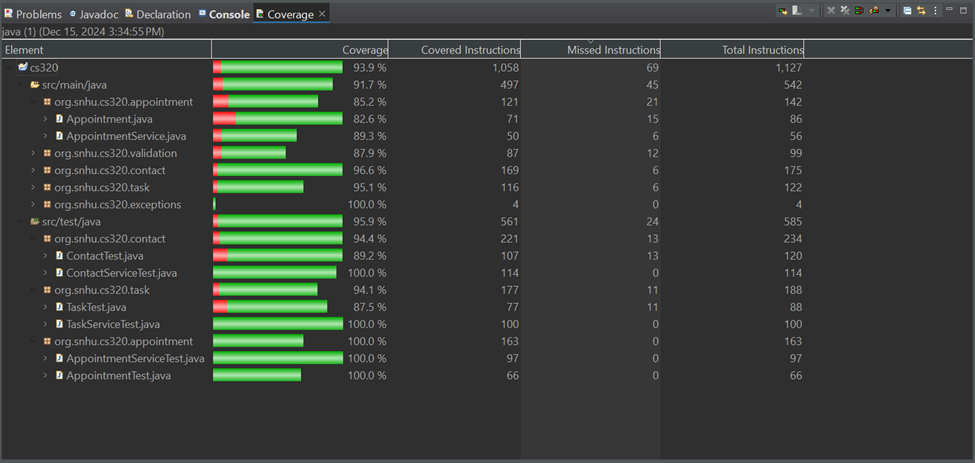 Problems Javadoc Declaration Console Coverage
java (1) (Dec 15, 2024 3:34:55 PM)
Element Coverage Covered Instructions Missed Instructions Total Instructions
cs320 93.9 % 1,058 69 1,127
src/main/java 91.7 % 497 45 542
org.snhu.cs320.appointment 85.2 % 121 21 142
Appointment.java 82.6 % 71 15 86
AppointmentService.java 89.3 % 50 6 56
org.snhu.cs320.validation 87.9 % 87 12 99
org.snhu.cs320.contact 96.6 % 169 6 175
org.snhu.cs320.task 95.1 % 116 6 122
org.snhu.cs320.exceptions 100.0 % 4 0 4
src/test/java 95.9 % 561 24 585
org.snhu.cs320.contact 94.4 % 221 13 234
ContactTest.java 89.2 % 107 13 120
ContactServiceTest.java 100.0 % 114 0 114
org.snhu.cs320.task 94.1 % 177 11 188
TaskTest.java 87.5 % 77 11 88
TaskServiceTest.java 100.0 % 100 0 100
org.snhu.cs320.appointment 100.0 % 163 0 163
AppointmentServiceTest.java 100.0 % 97 0 97
AppointmentTest.java 100.0 % 66 0 66